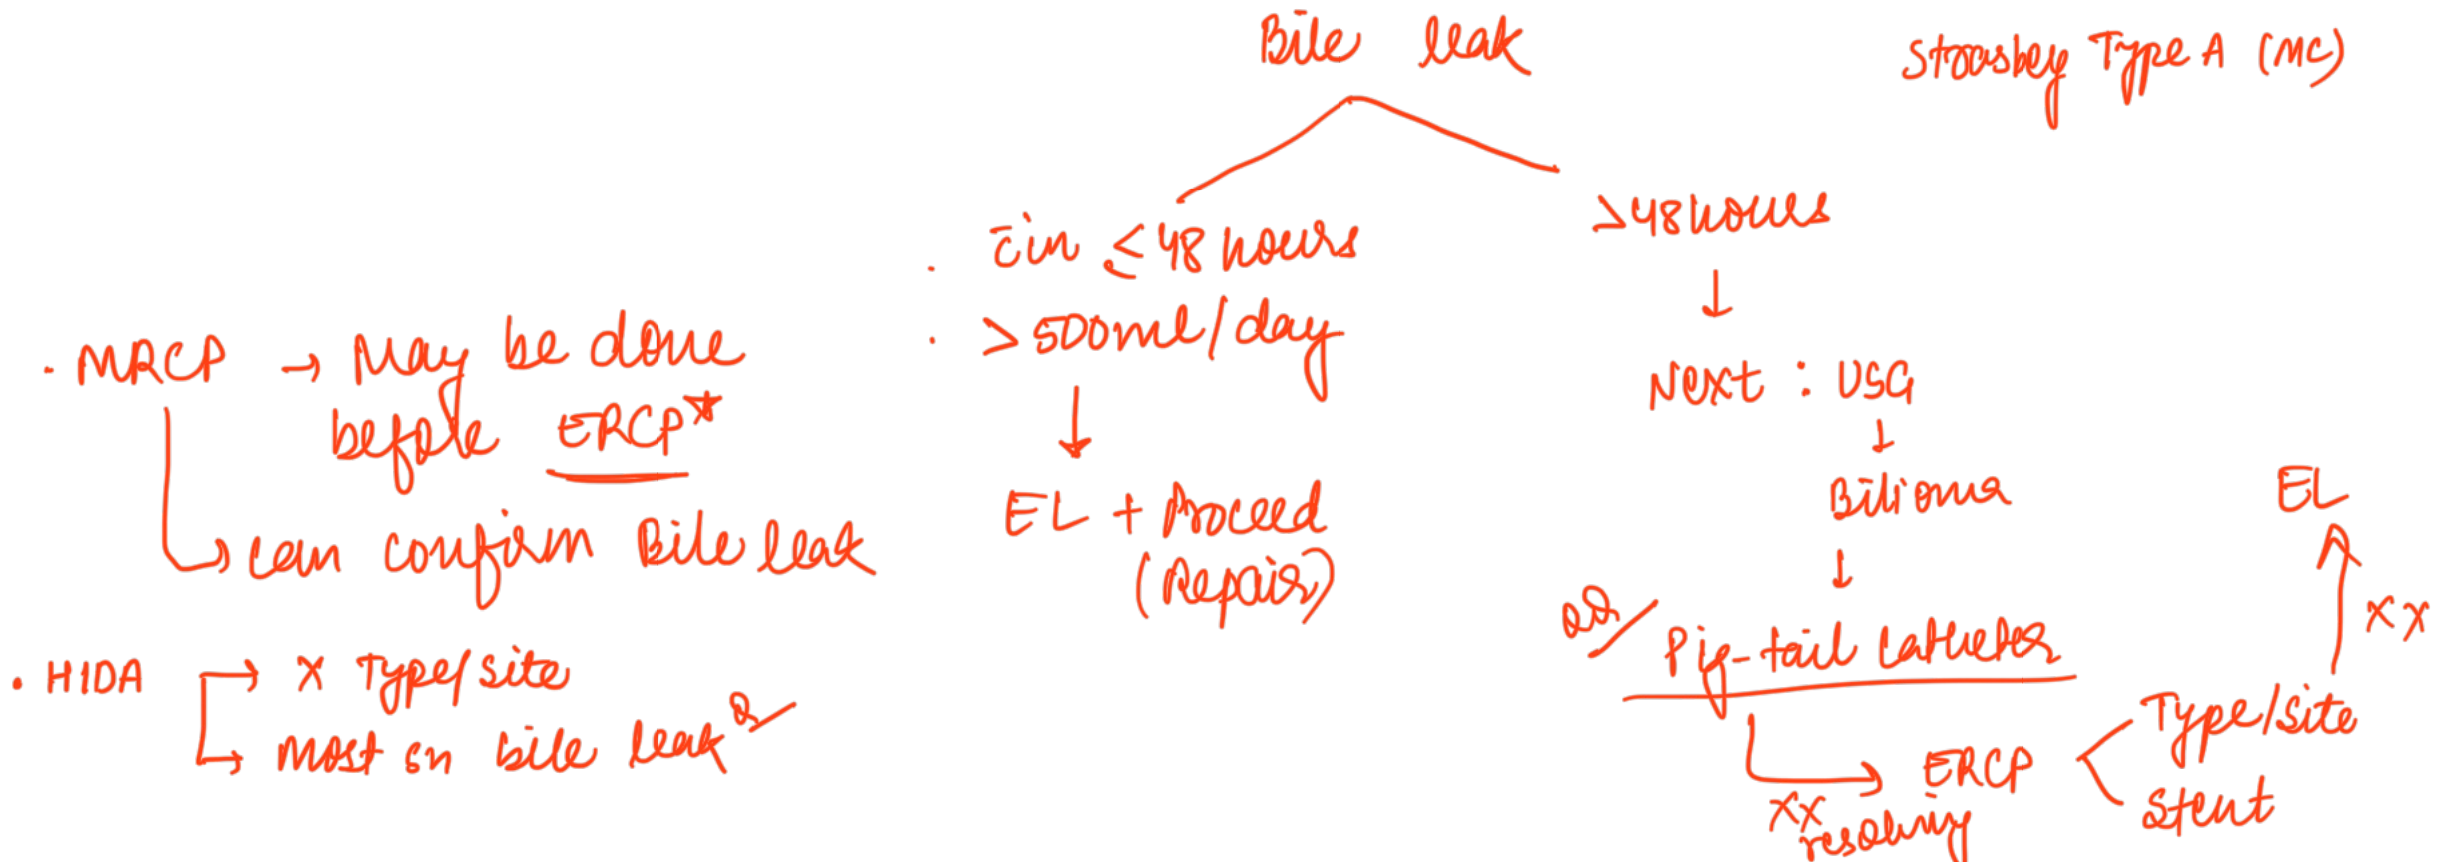 Bile leak
Strasbey Type A (MC)
. c̄in ≤ 48 hours
. > 500ml/day
↓
EL + Proceed
(Repair)
> 48 hours
↓
Next : USG
↓
Bilioma
↓
Pig-tail Catheter
xx
resolving
→ ERCP
Type/site
Stent
xx
EL
. MRCP → May be done
before ERCP*
→ can confirm Bile leak
. HIDA → X Type/site
→ most sn bile leak